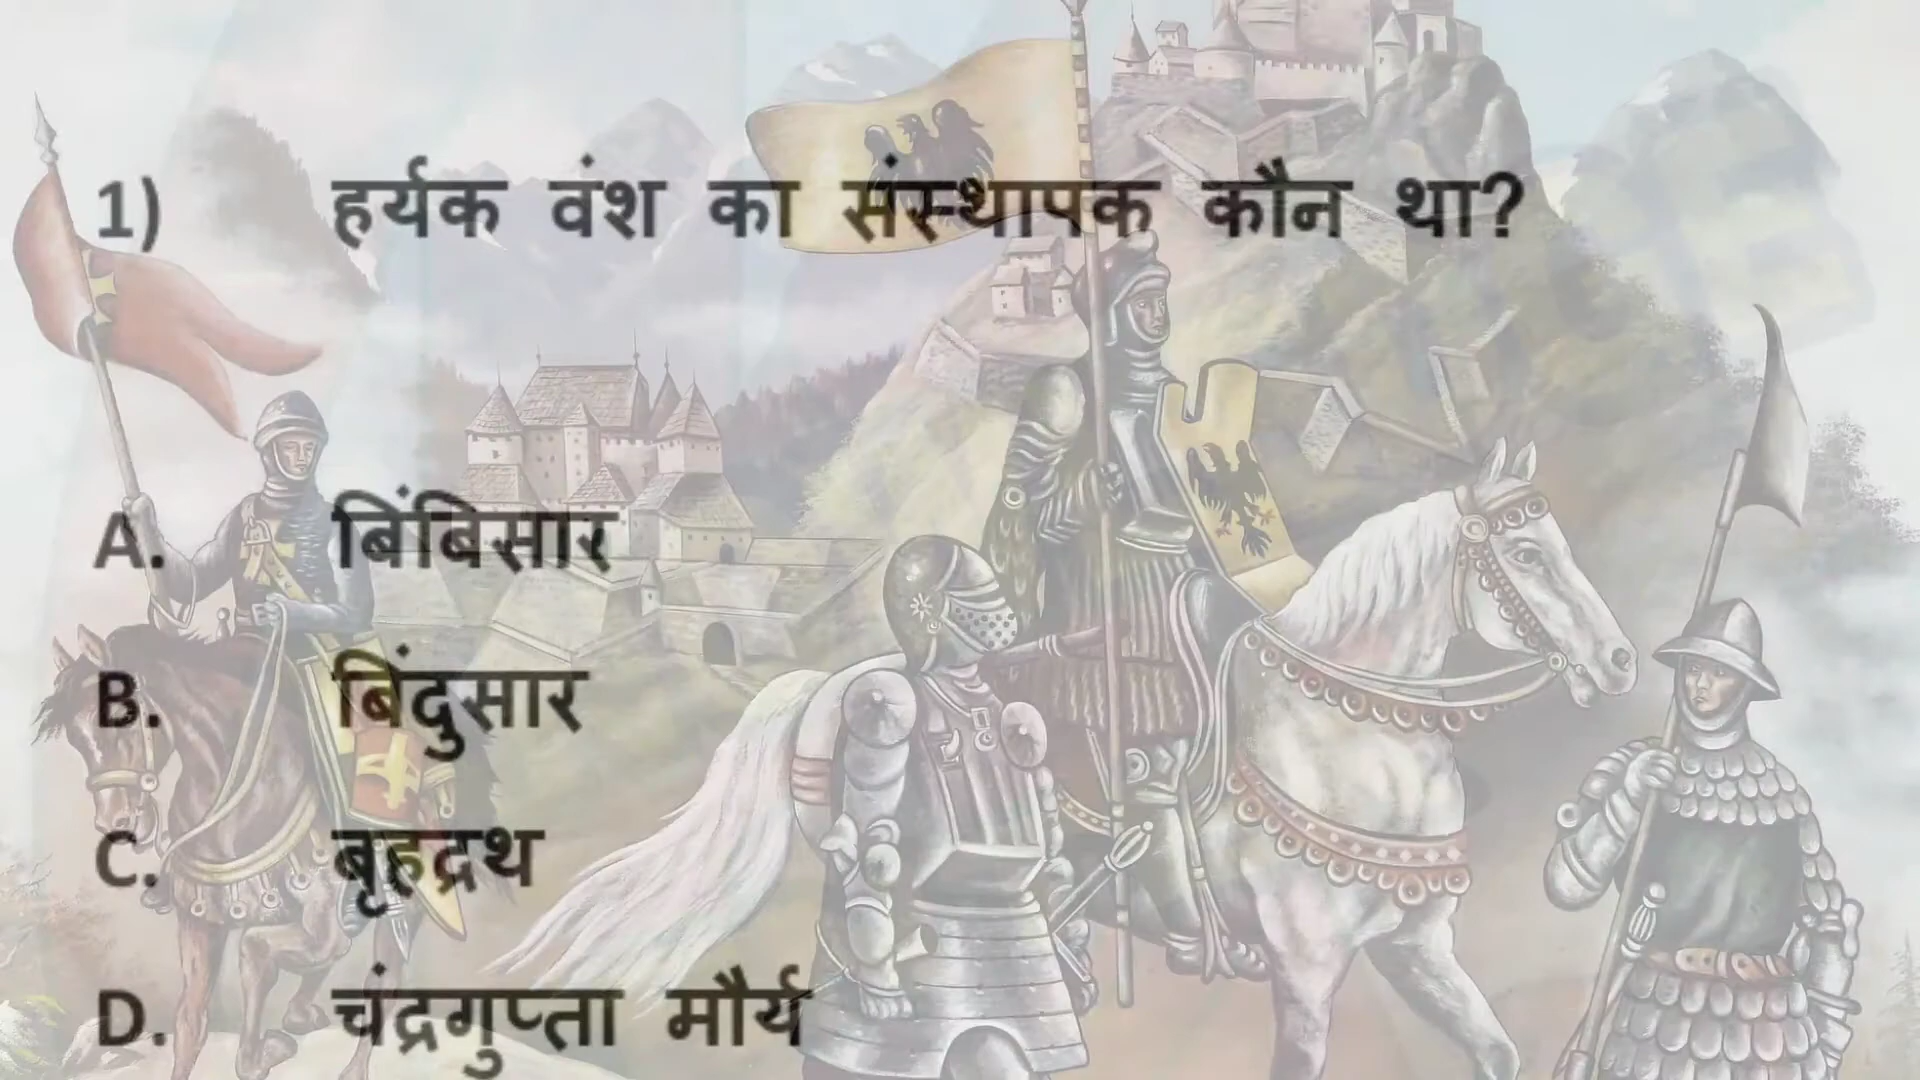 1) हर्यक वंश का संस्थापक कौन था?
A. बिंबिसार
B. बिंदुसार
C. बृहद्रथ
D. चंद्रगुप्ता मौर्य